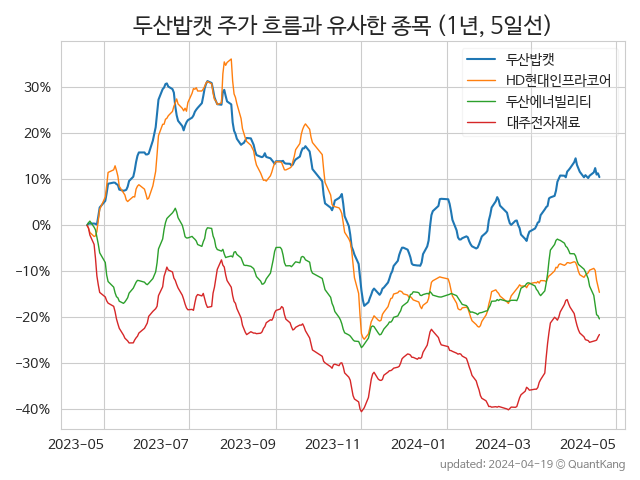 두산밥캣 주가 흐름과 유사한 종목 (1년, 5일선)
두산밥캣
HD현대인프라코어
두산에너빌리티
대주전자재료
30%
20%
10%
0%
−10%
−20%
−30%
−40%
2023-05 2023-07 2023-09 2023-11 2024-01 2024-03 2024-05
updated: 2024-04-19 © QuantKang